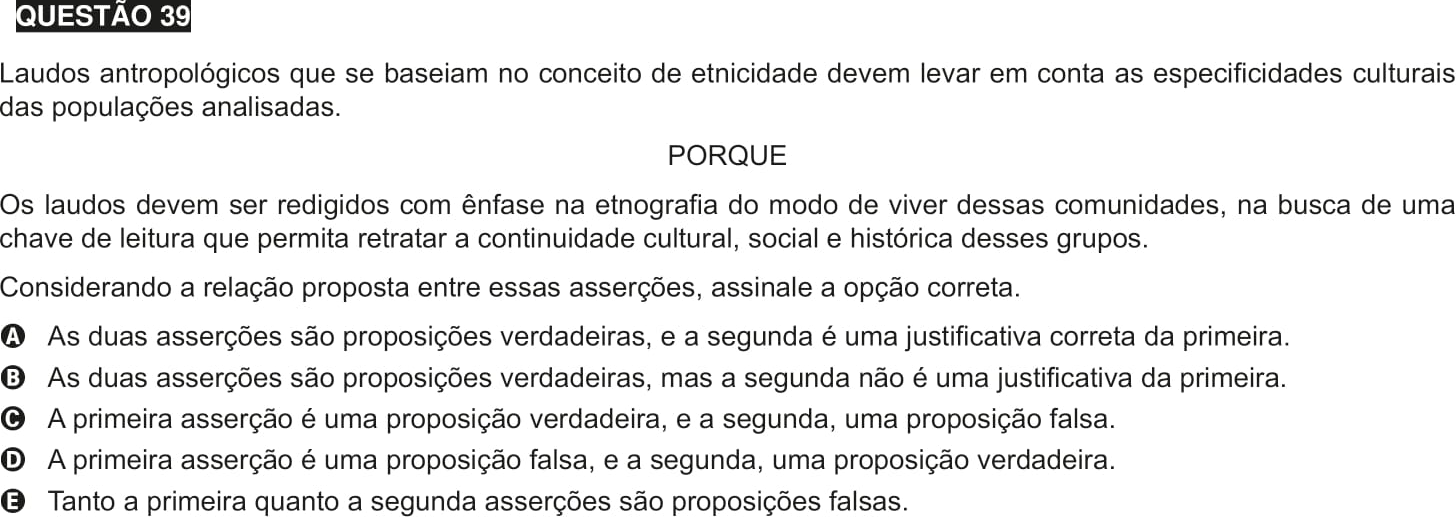 QUESTÃO 39
Laudos antropológicos que se baseiam no conceito de etnicidade devem levar em conta as especificidades culturais
das populações analisadas.
PORQUE
Os laudos devem ser redigidos com ênfase na etnografia do modo de viver dessas comunidades, na busca de uma
chave de leitura que permita retratar a continuidade cultural, social e histórica desses grupos.
Considerando a relação proposta entre essas asserções, assinale a opção correta.
A As duas asserções são proposições verdadeiras, e a segunda é uma justificativa correta da primeira.
B As duas asserções são proposições verdadeiras, mas a segunda não é uma justificativa da primeira.
C A primeira asserção é uma proposição verdadeira, e a segunda, uma proposição falsa.
D A primeira asserção é uma proposição falsa, e a segunda, uma proposição verdadeira.
E Tanto a primeira quanto a segunda asserções são proposições falsas.